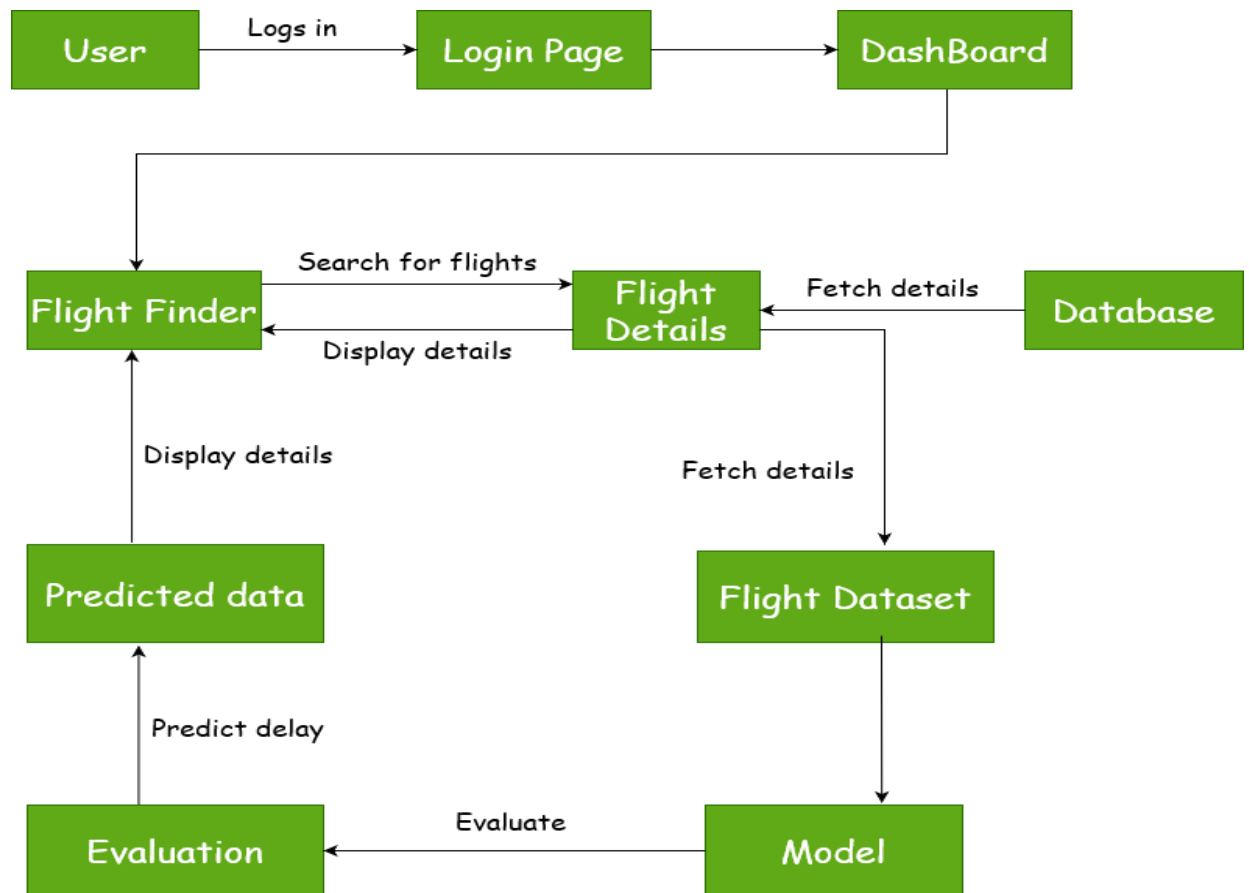 User
Logs in
Login Page
DashBoard
Flight Finder
Search for flights
Display details
Flight
Details
Fetch details
Database
Display details
Fetch details
Predicted data
Flight Dataset
Predict delay
Evaluation
Evaluate
Model